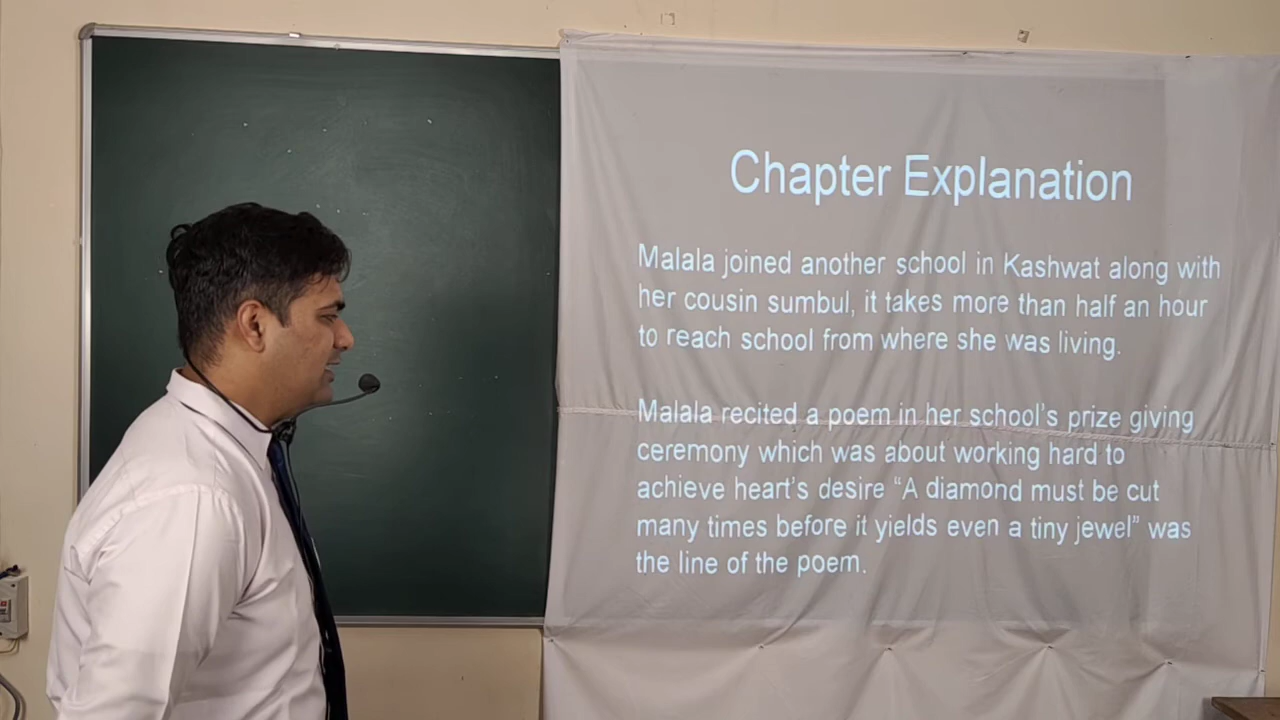 Chapter Explanation
Malala joined another school in Kashwat along with
her cousin sumbul, it takes more than half an hour
to reach school from where she was living.
Malala recited a poem in her school's prize giving
ceremony which was about working hard to
achieve heart's desire “A diamond must be cut
many times before it yields even a tiny jewel” was
the line of the poem.